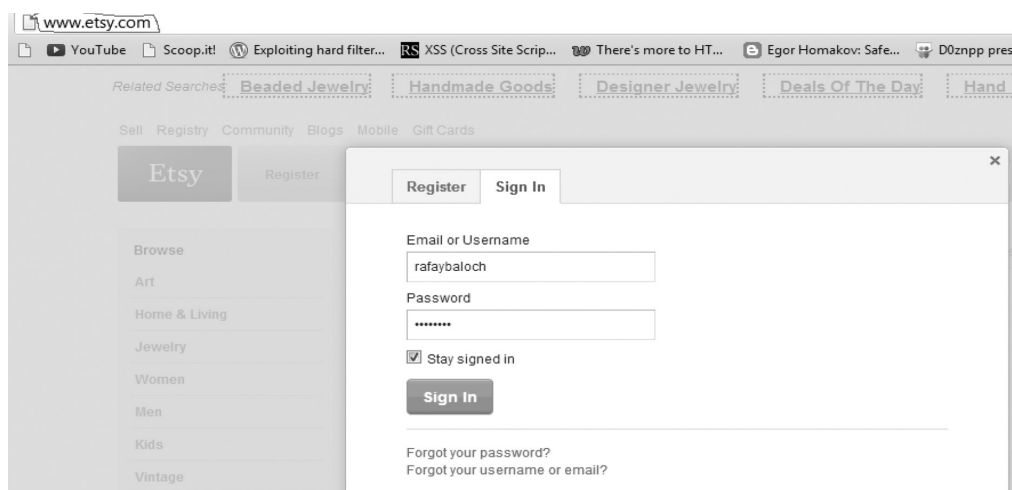 www.etsy.com
YouTube Scoop.it! Exploiting hard filter... RS XSS (Cross Site Scrip... There's more to HT... Egor Homakov: Safe... D0znpp pres
Related Searches Beaded Jewelry Handmade Goods Designer Jewelry Deals Of The Day Hand
Sell Registry Community Blogs Mobile Gift Cards
Etsy Register
Register Sign In
Browse
Art
Home & Living
Jewelry
Women
Men
Kids
Vintage
Email or Username
rafaybaloch
Password
••••••••
Stay signed in
Sign In
Forgot your password?
Forgot your username or email?